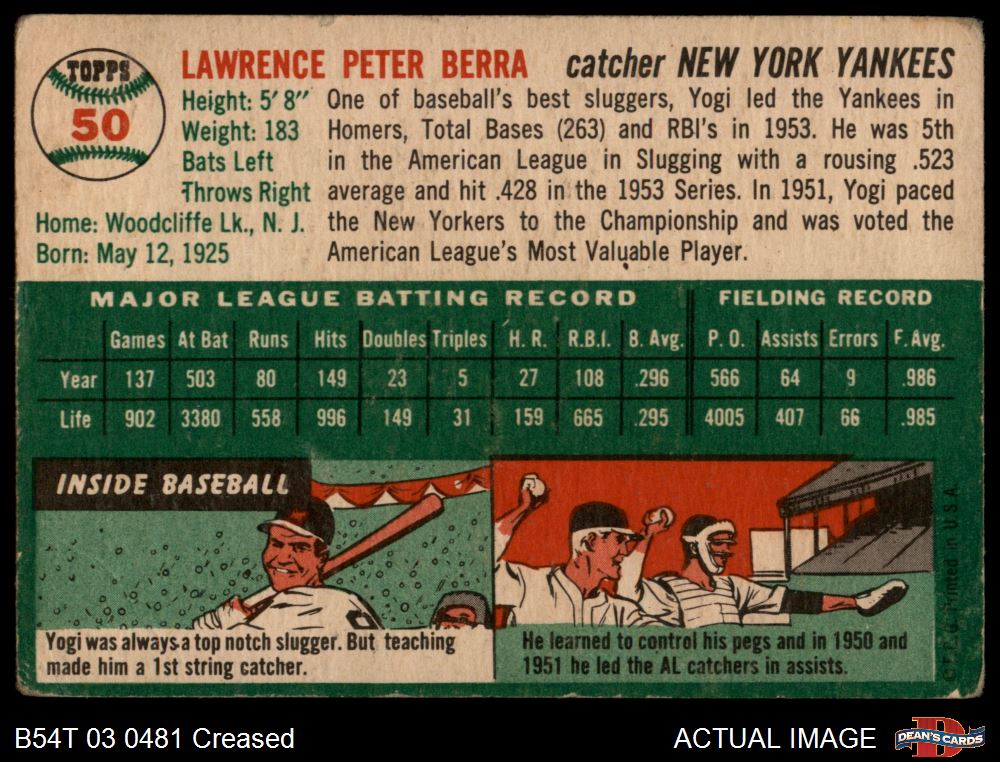 TOPPS
50
LAWRENCE PETER BERRA catcher NEW YORK YANKEES
Height: 5' 8"
Weight: 183
Bats Left
Throws Right
Home: Woodcliffe Lk., N. J.
Born: May 12, 1925
One of baseball's best sluggers, Yogi led the Yankees in
Homers, Total Bases (263) and RBI's in 1953. He was 5th
in the American League in Slugging with a rousing .523
average and hit .428 in the 1953 Series. In 1951, Yogi paced
the New Yorkers to the Championship and was voted the
American League's Most Valuable Player.
MAJOR LEAGUE BATTING RECORD FIELDING RECORD
Games At Bat Runs Hits Doubles Triples H. R. R.B.I. B. Avg. P. O. Assists Errors F. Avg.
Year 137 503 80 149 23 5 27 108 .296 566 64 9 .986
Life 902 3380 558 996 149 31 159 665 .295 4005 407 66 .985
INSIDE BASEBALL
Yogi was always a top notch slugger. But teaching
made him a 1st string catcher.
He learned to control his pegs and in 1950 and
1951 he led the AL catchers in assists.
Printed in U.S.A.
B54T 03 0481 Creased
ACTUAL IMAGE
DEAN'S CARDS